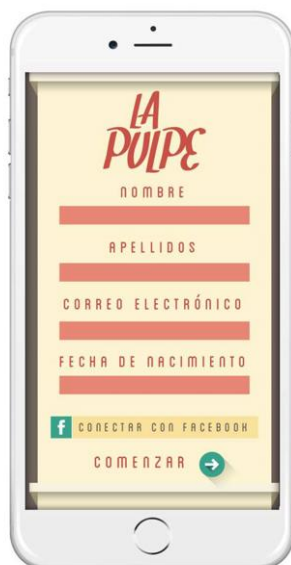 LA
PULPE
NOMBRE
APELLIDOS
CORREO ELECTRÓNICO
FECHA DE NACIMIENTO
f CONECTAR CON FACEBOOK
COMENZAR